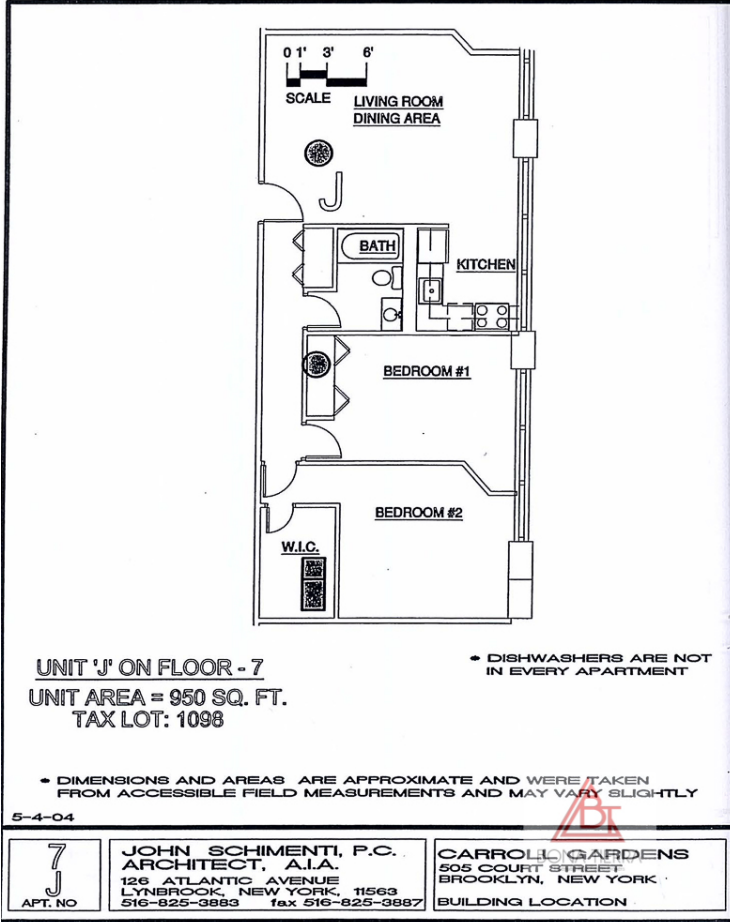 0 1' 3' 6'
SCALE
LIVING ROOM
DINING AREA
J
BATH
KITCHEN
BEDROOM #1
BEDROOM #2
W.I.C.
UNIT 'J' ON FLOOR - 7
UNIT AREA = 950 SQ. FT.
TAX LOT: 1098
* DISHWASHERS ARE NOT
IN EVERY APARTMENT
* DIMENSIONS AND AREAS ARE APPROXIMATE AND WERE TAKEN
FROM ACCESSIBLE FIELD MEASUREMENTS AND MAY VARY SLIGHTLY
5-4-04
7
J
APT. NO
JOHN SCHIMENTI, P.C.
ARCHITECT, A.I.A.
126 ATLANTIC AVENUE
LYNBROOK, NEW YORK, 11563
516-825-3883 fax 516-825-3887
BT
CARROLL GARDENS
505 COURT STREET
BROOKLYN, NEW YORK
BUILDING LOCATION